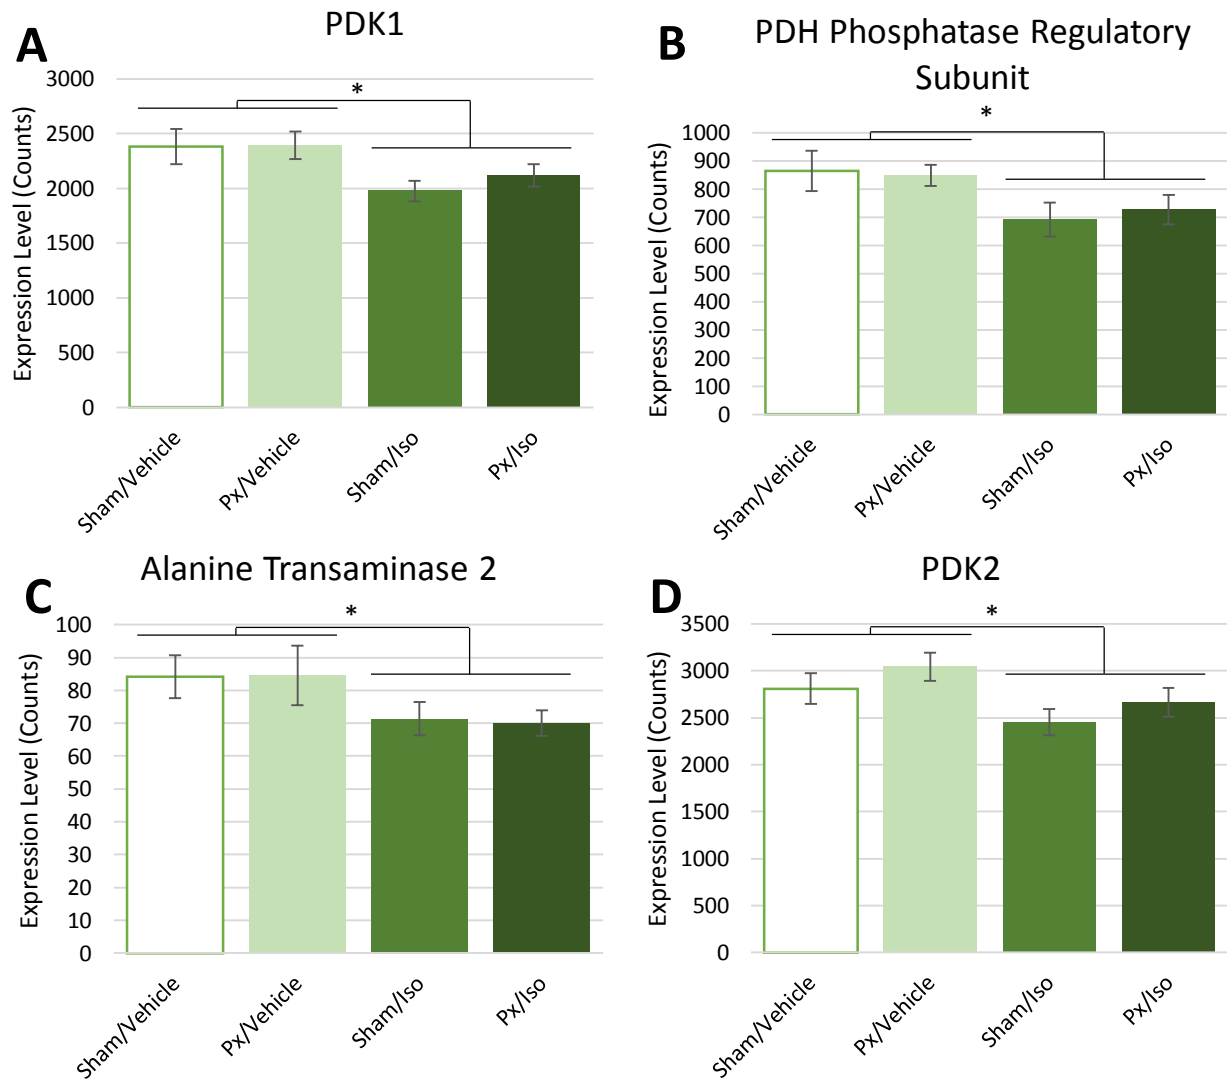 A
PDK1
Expression Level (Counts)
3000
2500
2000
1500
1000
500
0
*
Sham/Vehicle
Px/Vehicle
Sham/Iso
Px/Iso
B
PDH Phosphatase Regulatory
Subunit
Expression Level (Counts)
1000
900
800
700
600
500
400
300
200
100
0
*
Sham/Vehicle
Px/Vehicle
Sham/Iso
Px/Iso
C
Alanine Transaminase 2
Expression Level (Counts)
100
90
80
70
60
50
40
30
20
10
0
*
Sham/Vehicle
Px/Vehicle
Sham/Iso
Px/Iso
D
PDK2
Expression Level (Counts)
3500
3000
2500
2000
1500
1000
500
0
*
Sham/Vehicle
Px/Vehicle
Sham/Iso
Px/Iso